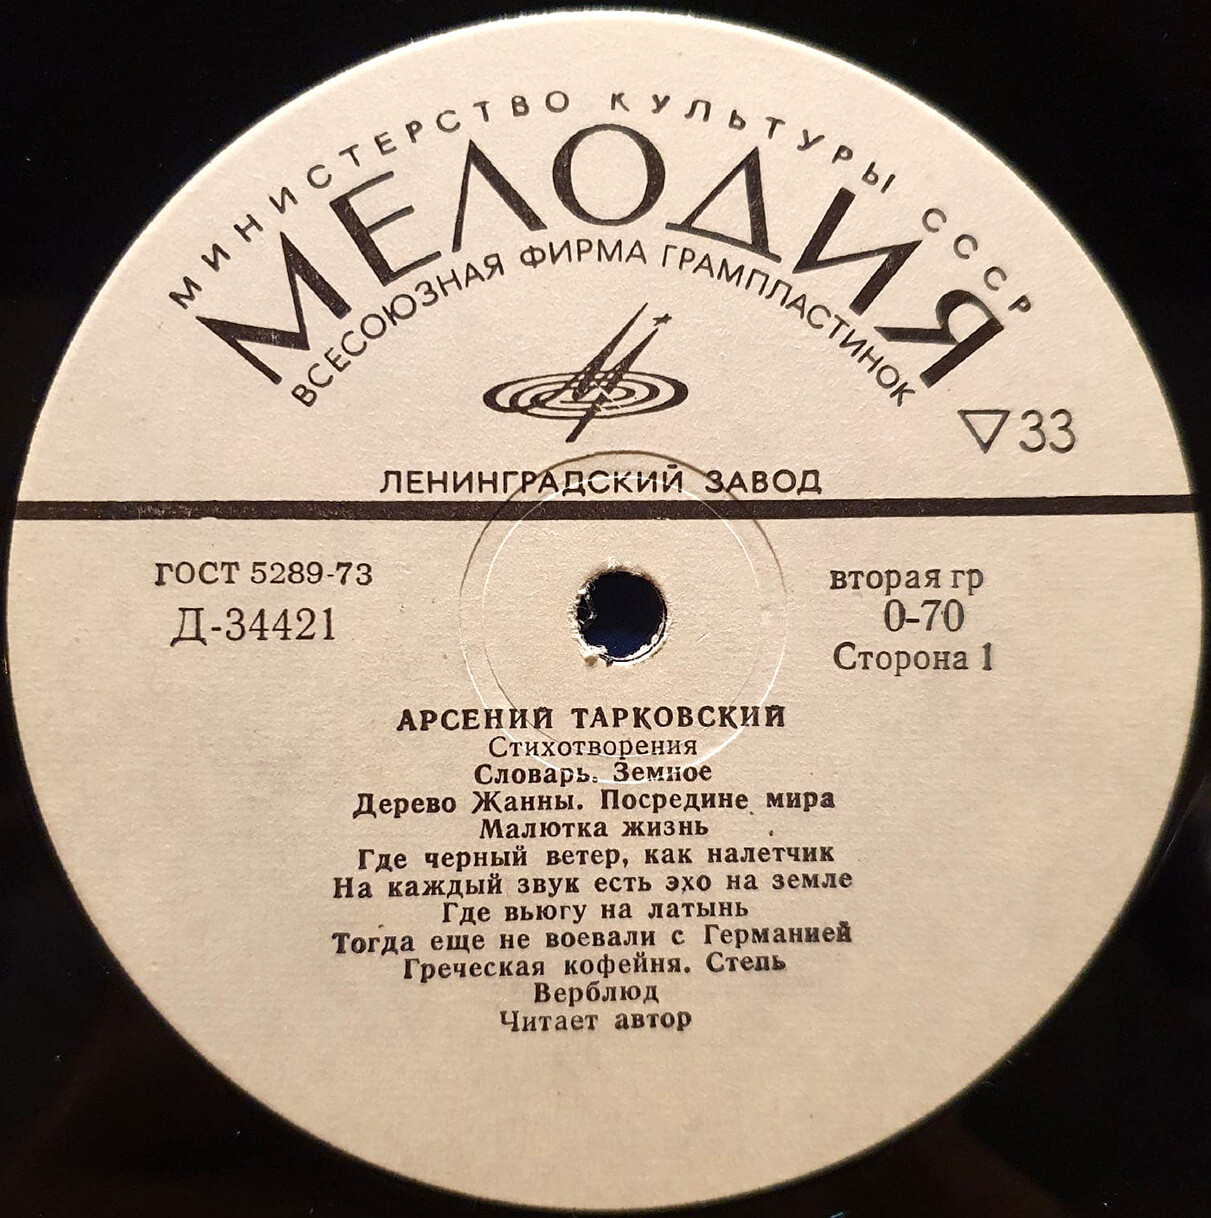 МИНИСТЕРСТВО КУЛЬТУРЫ СССР
МЕЛОДИЯ
ВСЕСОЮЗНАЯ ФИРМА ГРАМПЛАСТИНОК
▽33
ЛЕНИНГРАДСКИЙ ЗАВОД
ГОСТ 5289-73
Д-34421
вторая гр
0-70
Сторона 1
АРСЕНИЙ ТАРКОВСКИЙ
Стихотворения
Словарь. Земное
Дерево Жанны. Посредине мира
Малютка жизнь
Где черный ветер, как налетчик
На каждый звук есть эхо на земле
Где вьюгу на латынь
Тогда еще не воевали с Германией
Греческая кофейня. Степь
Верблюд
Читает автор